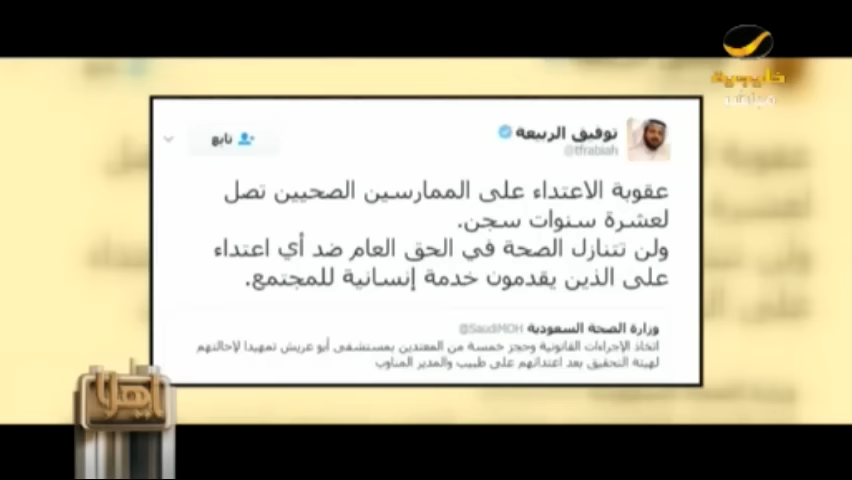 خليجية
مباشر
توفيق الربيعة
@tfrabiah
تابع
عقوبة الاعتداء على الممارسين الصحيين تصل
لعشرة سنوات سجن.
ولن تتنازل الصحة في الحق العام ضد أي اعتداء
على الذين يقدمون خدمة إنسانية للمجتمع.
وزارة الصحة السعودية @SaudiMOH
اتخاذ الإجراءات القانونية وحجز خمسة من المعتدين بمستشفى أبو عريش تمهيدا لإحالتهم
لهيئة التحقيق بعد اعتدائهم على طبيب والمدير المناوب
ياهلا